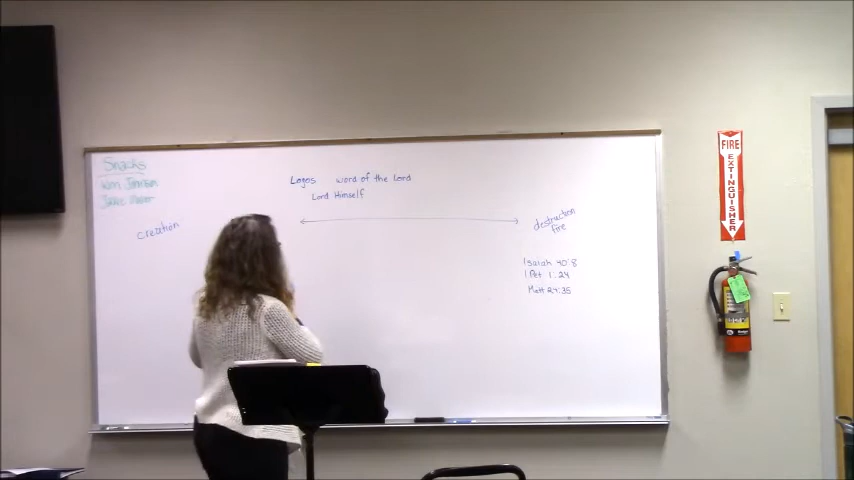 Snacks
Logos word of the Lord
Lord Himself
creation
destruction
fire
Isaiah 40:8
1 Pet 1:24
Matt 24:35
FIRE
EXTINGUISHER